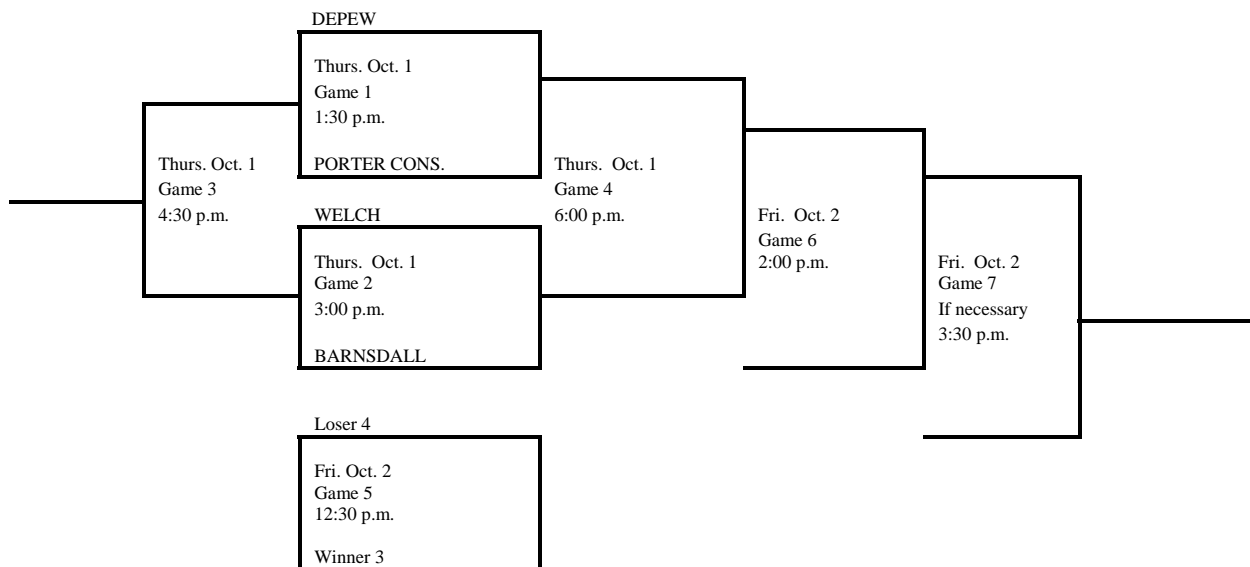 DEPEW
Thurs. Oct. 1
Game 1
1:30 p.m.
PORTER CONS.
Thurs. Oct. 1
Game 3
4:30 p.m.
WELCH
Thurs. Oct. 1
Game 2
3:00 p.m.
BARNSDALL
Thurs. Oct. 1
Game 4
6:00 p.m.
Fri. Oct. 2
Game 6
2:00 p.m.
Fri. Oct. 2
Game 7
If necessary
3:30 p.m.
Loser 4
Fri. Oct. 2
Game 5
12:30 p.m.
Winner 3